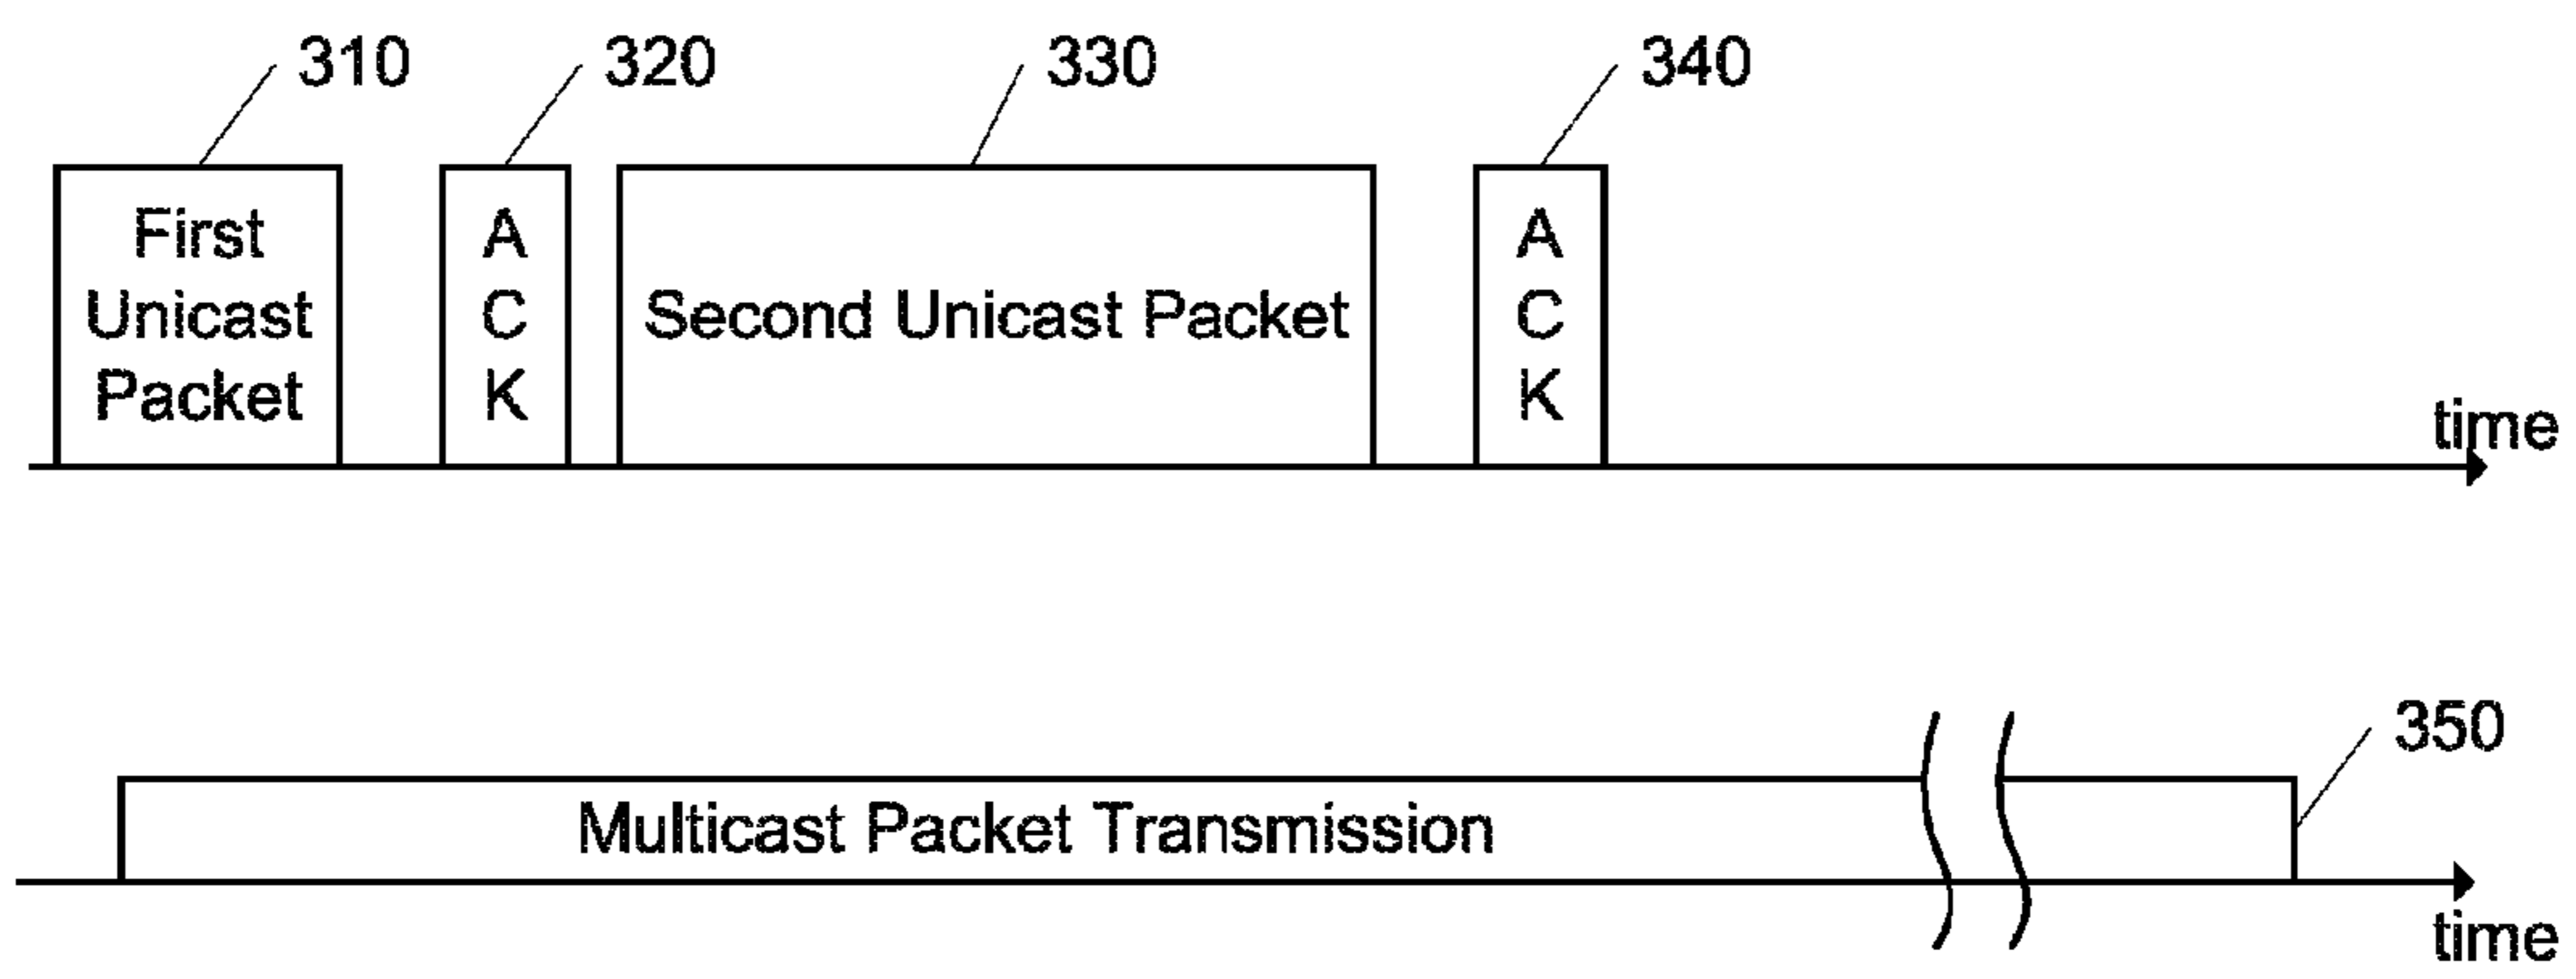 310
320
330
340
First
Unicast
Packet
A
C
K
Second Unicast Packet
A
C
K
time
350
Multicast Packet Transmission
time